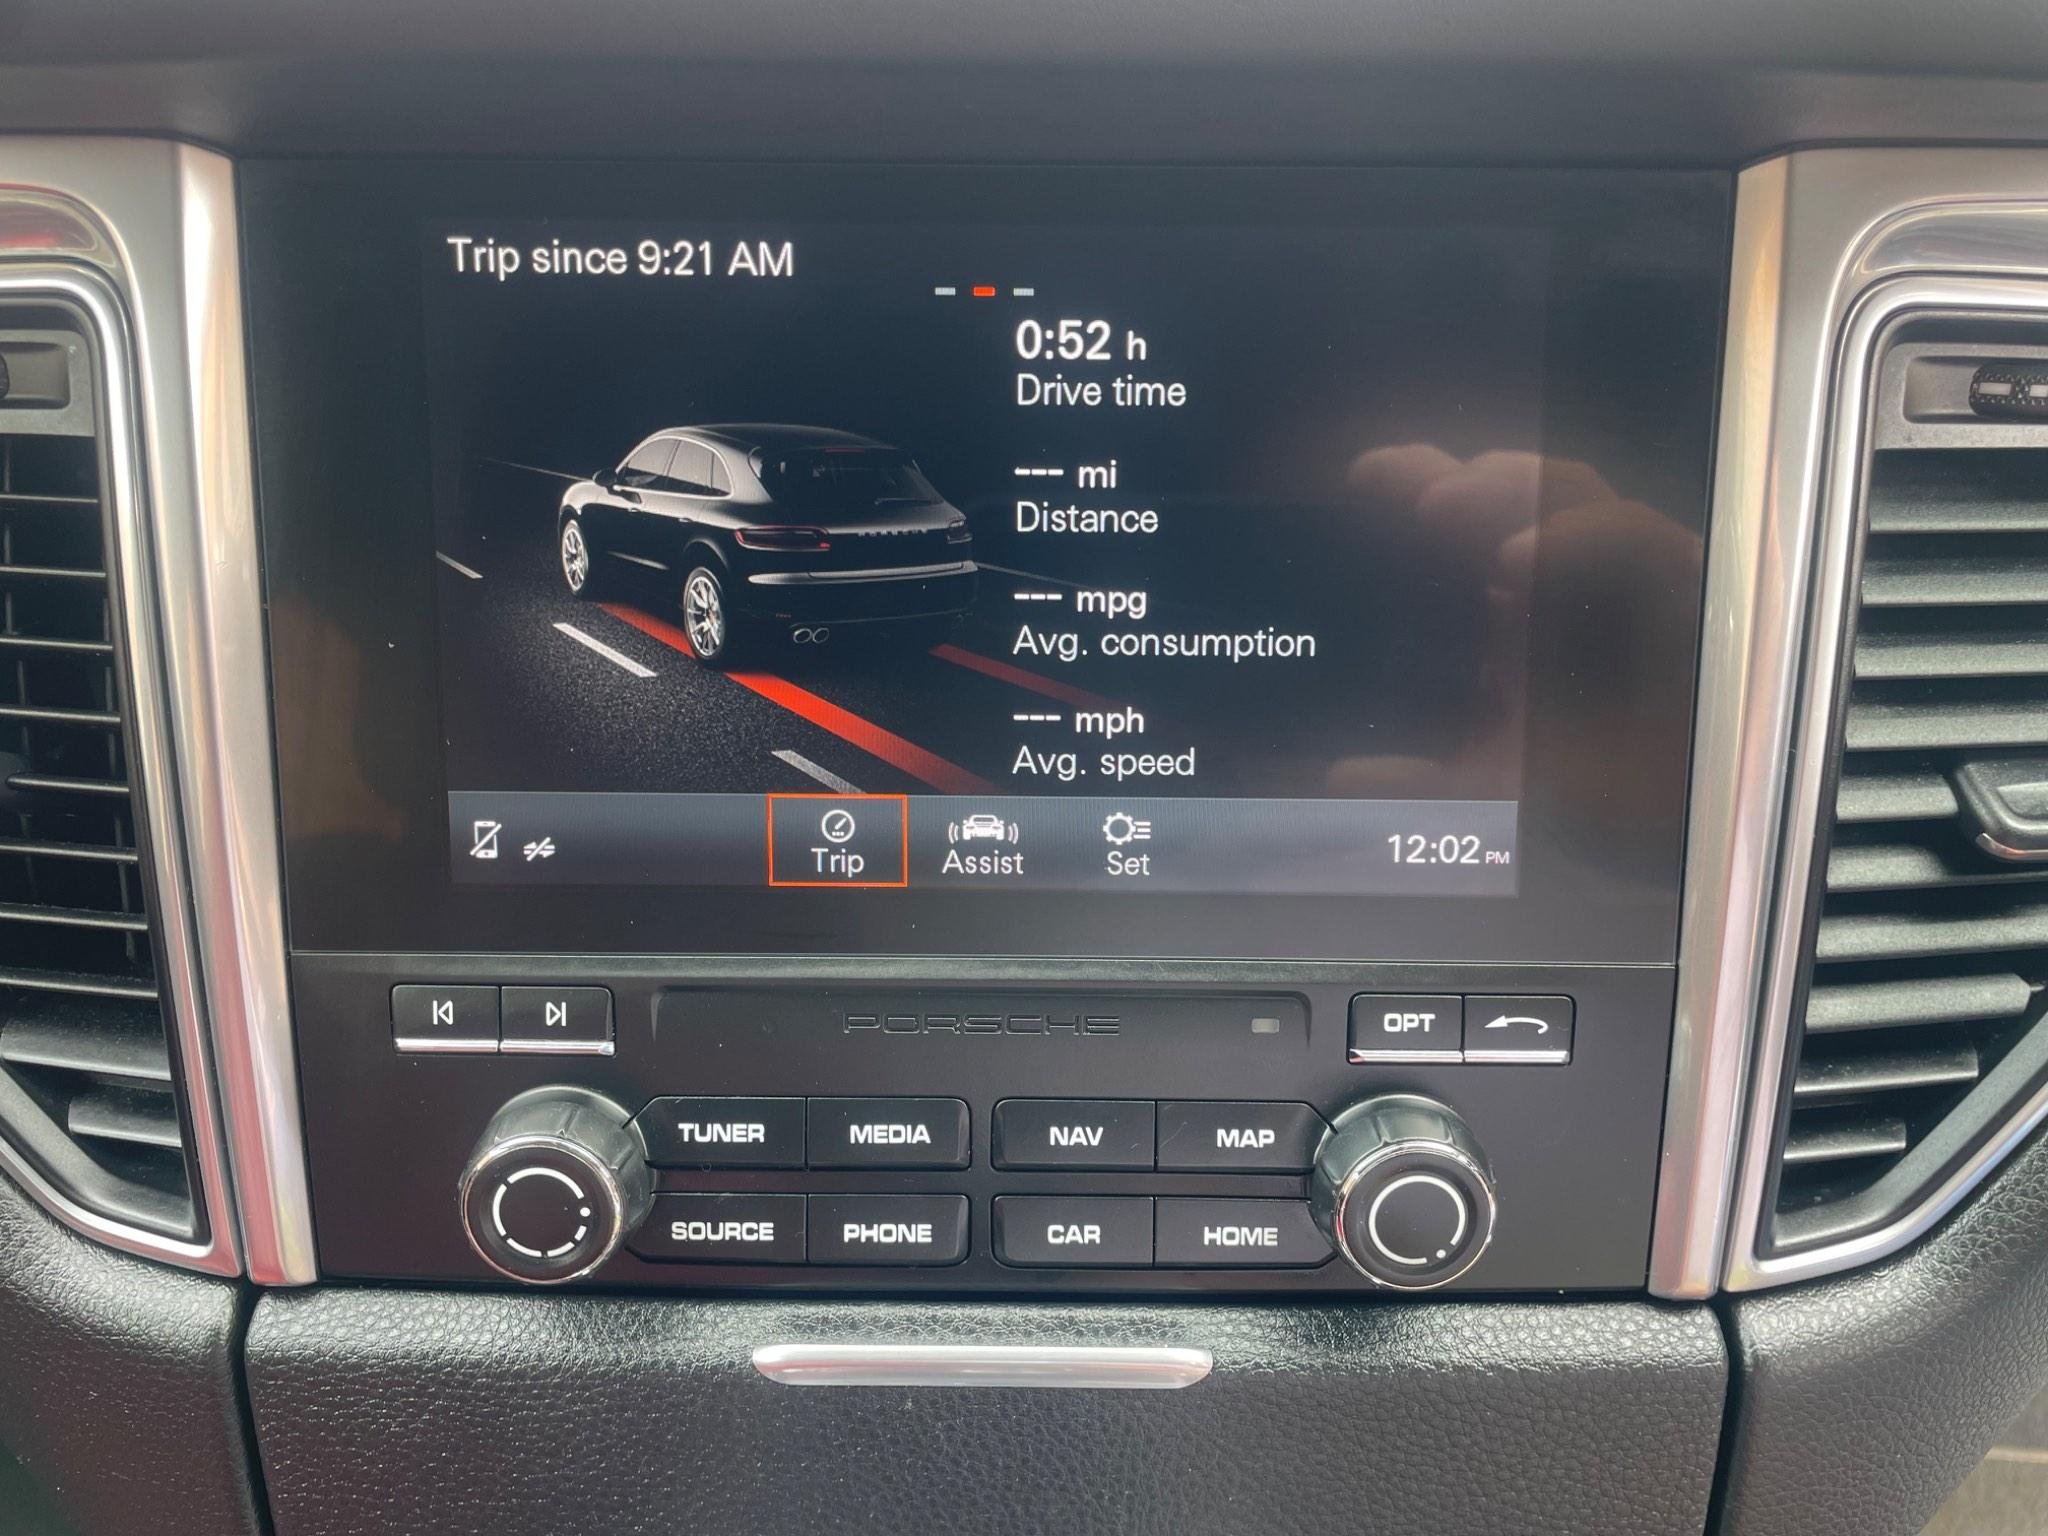 Trip since 9:21 AM
0:52 h
Drive time
--- mi
Distance
--- mpg
Avg. consumption
--- mph
Avg. speed
Trip
Assist
Set
12:02 PM
PORSCHE
OPT
TUNER
MEDIA
NAV
MAP
SOURCE
PHONE
CAR
HOME